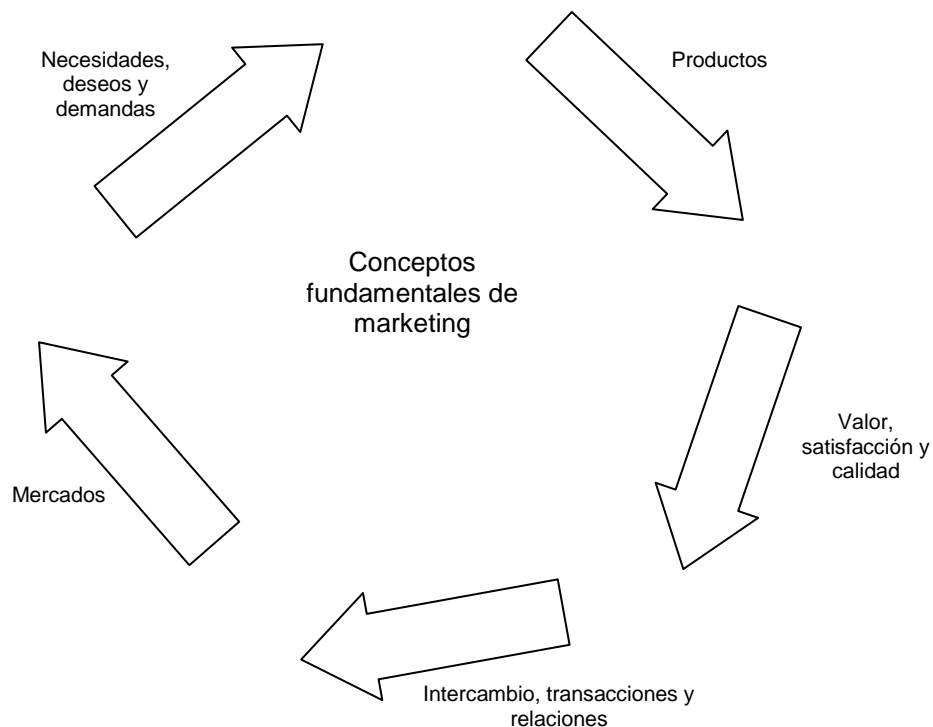 Necesidades,
deseos y
demandas
Productos
Conceptos
fundamentales de
marketing
Valor,
satisfacción y
calidad
Mercados
Intercambio, transacciones y
relaciones